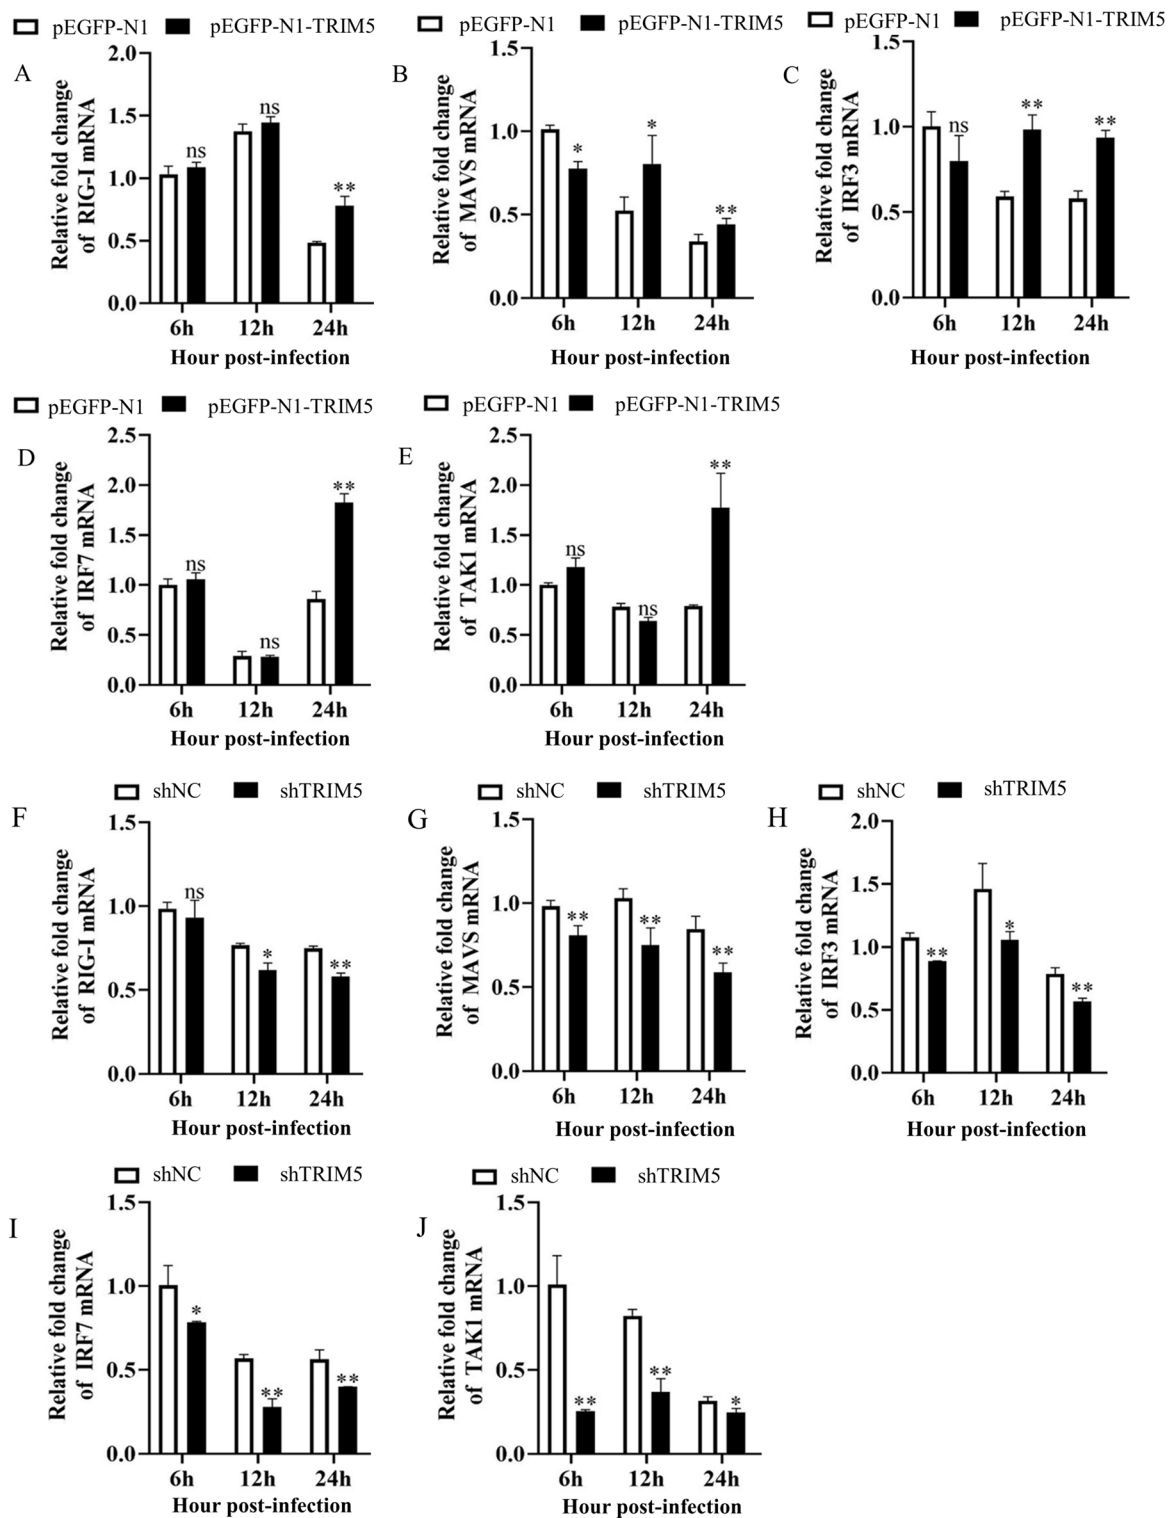 pEGFP-N1 pEGFP-N1-TRIM5
A
Relative fold change
of RIG-I mRNA
2.0
1.5
1.0
0.5
0.0
ns
ns
**
6h 12h 24h
Hour post-infection
pEGFP-N1 pEGFP-N1-TRIM5
B
Relative fold change
of MAVS mRNA
1.5
1.0
0.5
0.0
*
*
**
6h 12h 24h
Hour post-infection
pEGFP-N1 pEGFP-N1-TRIM5
C
Relative fold change
of IRF3 mRNA
1.5
1.0
0.5
0.0
ns
**
**
6h 12h 24h
Hour post-infection
pEGFP-N1 pEGFP-N1-TRIM5
D
Relative fold change
of IRF7 mRNA
2.5
2.0
1.5
1.0
0.5
0.0
ns
ns
**
6h 12h 24h
Hour post-infection
pEGFP-N1 pEGFP-N1-TRIM5
E
Relative fold change
of TAK1 mRNA
2.5
2.0
1.5
1.0
0.5
0.0
ns
ns
**
6h 12h 24h
Hour post-infection
shNC shTRIM5
F
Relative fold change
of RIG-I mRNA
1.5
1.0
0.5
0.0
ns
*
**
6h 12h 24h
Hour post-infection
shNC shTRIM5
G
Relative fold change
of MAVS mRNA
1.5
1.0
0.5
0.0
**
**
**
6h 12h 24h
Hour post-infection
shNC shTRIM5
H
Relative fold change
of IRF3 mRNA
2.0
1.5
1.0
0.5
0.0
**
*
**
6h 12h 24h
Hour post-infection
shNC shTRIM5
I
Relative fold change
of IRF7 mRNA
1.5
1.0
0.5
0.0
*
**
**
6h 12h 24h
Hour post-infection
shNC shTRIM5
J
Relative fold change
of TAK1 mRNA
1.5
1.0
0.5
0.0
**
**
*
6h 12h 24h
Hour post-infection